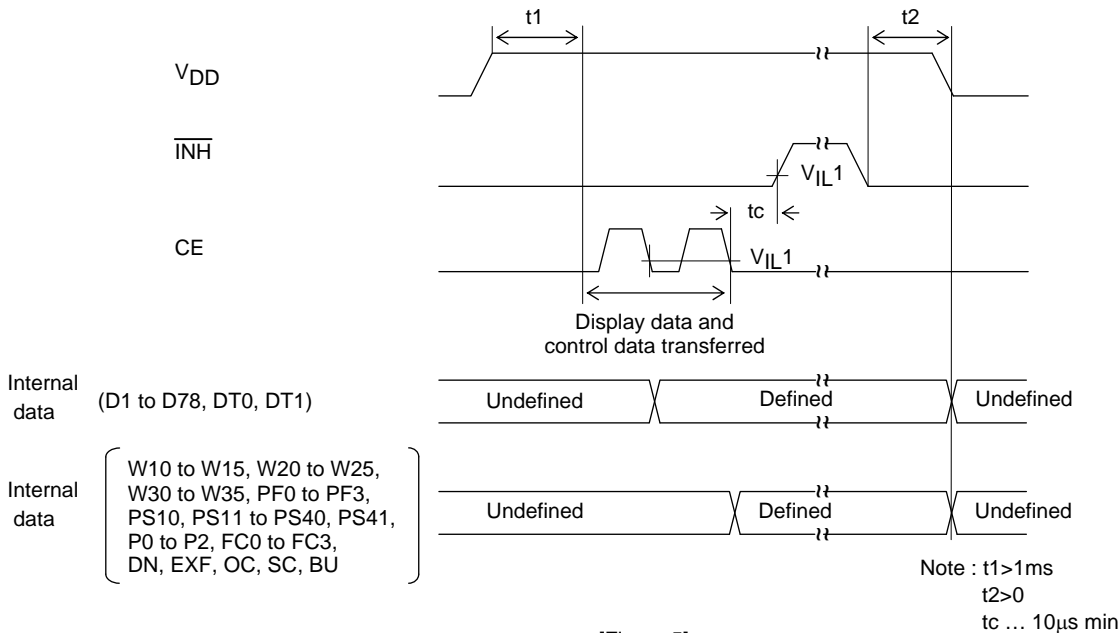 t1
t2
VDD
INH
VIL1
tc
CE
VIL1
Display data and
control data transferred
Internal
data
(D1 to D78, DT0, DT1)
Undefined
Defined
Undefined
Internal
data
W10 to W15, W20 to W25,
W30 to W35, PF0 to PF3,
PS10, PS11 to PS40, PS41,
P0 to P2, FC0 to FC3,
DN, EXF, OC, SC, BU
Undefined
Defined
Undefined
Note : t1>1ms
t2>0
tc … 10μs min